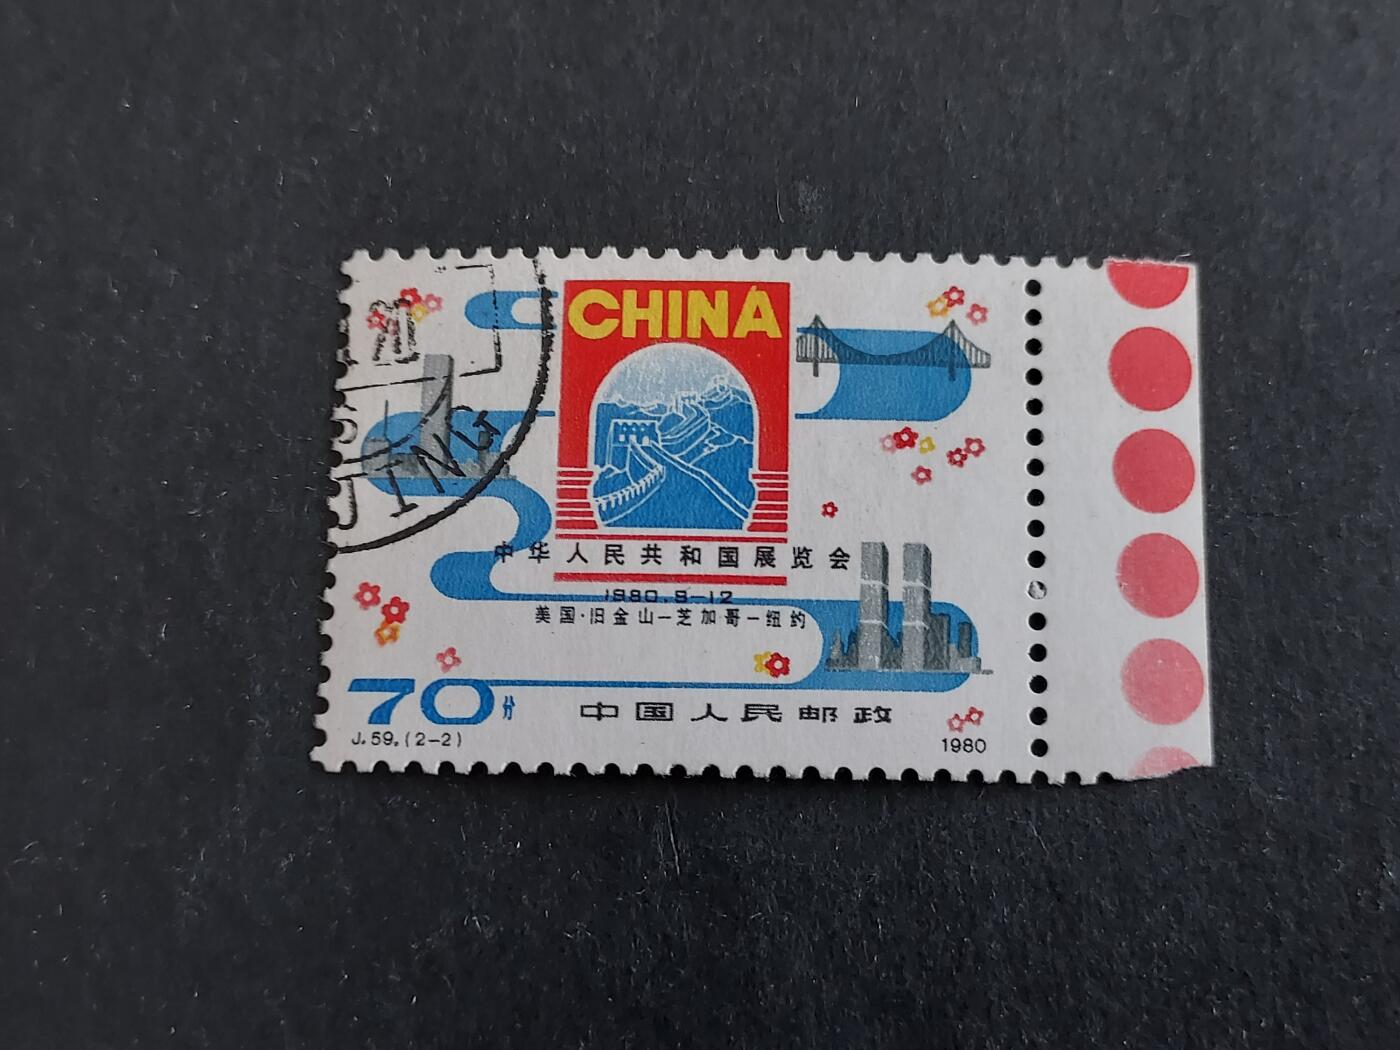 CHINA
JING
中华人民共和国展览会
1980.9-12
美国·旧金山—芝加哥—纽约
70分
中国人民邮政
J.59.(2-2)
1980